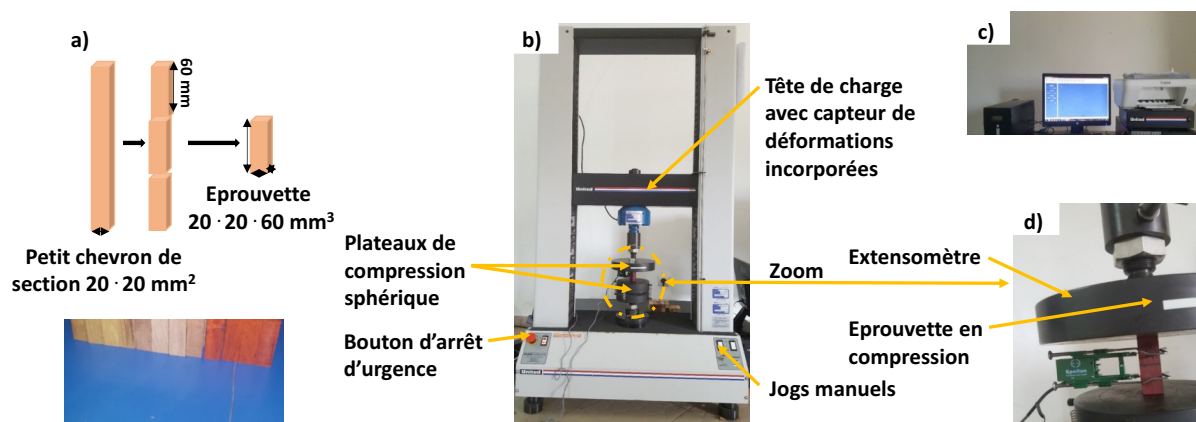 a)
60 mm
Eprouvette
20 · 20 · 60 mm³
Petit chevron de
section 20 · 20 mm²
b)
Tête de charge
avec capteur de
déformations
incorporées
Plateaux de
compression
sphérique
Zoom
Bouton d’arrêt
d’urgence
Jogs manuels
United
United
c)
United
d)
Extensomètre
Eprouvette en
compression
Epsilon